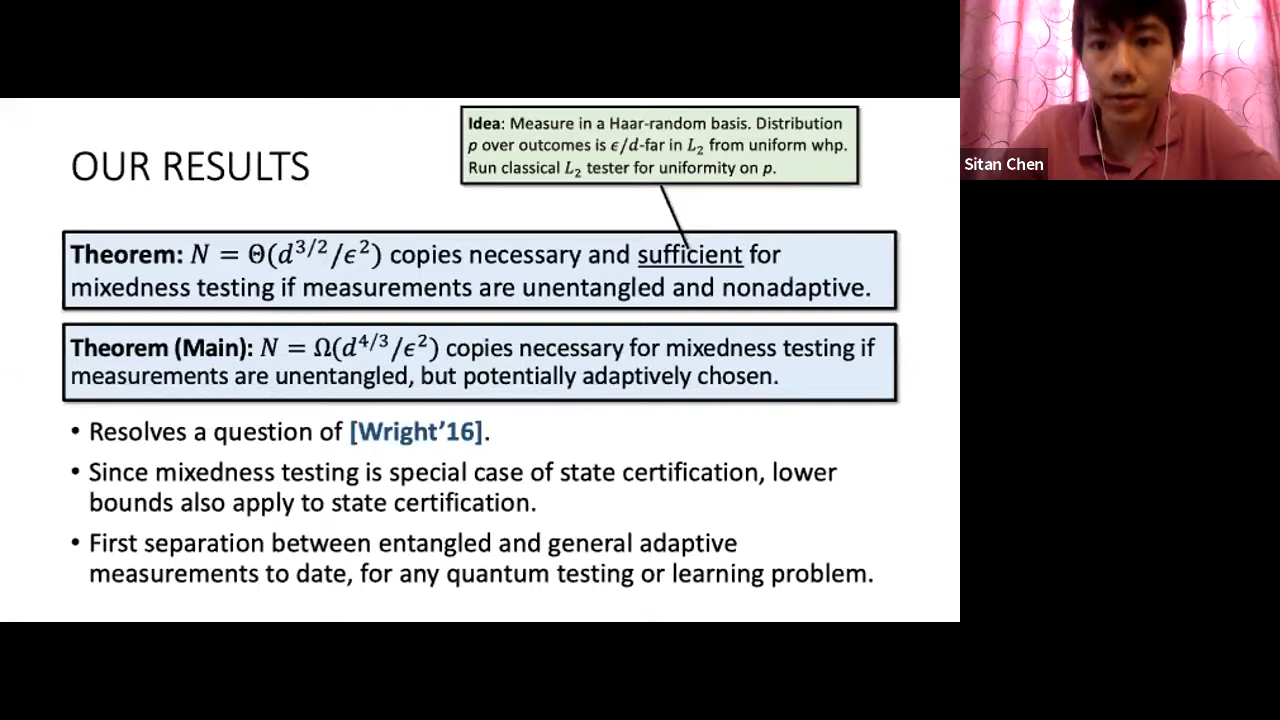 Idea: Measure in a Haar-random basis. Distribution
p over outcomes is ϵ/d-far in L₂ from uniform whp.
Run classical L₂ tester for uniformity on p.
OUR RESULTS
Sitan Chen
Theorem: N = Θ(d^{3/2}/ϵ²) copies necessary and sufficient for
mixedness testing if measurements are unentangled and nonadaptive.
Theorem (Main): N = Ω(d^{4/3}/ϵ²) copies necessary for mixedness testing if
measurements are unentangled, but potentially adaptively chosen.
• Resolves a question of [Wright’16].
• Since mixedness testing is special case of state certification, lower
bounds also apply to state certification.
• First separation between entangled and general adaptive
measurements to date, for any quantum testing or learning problem.